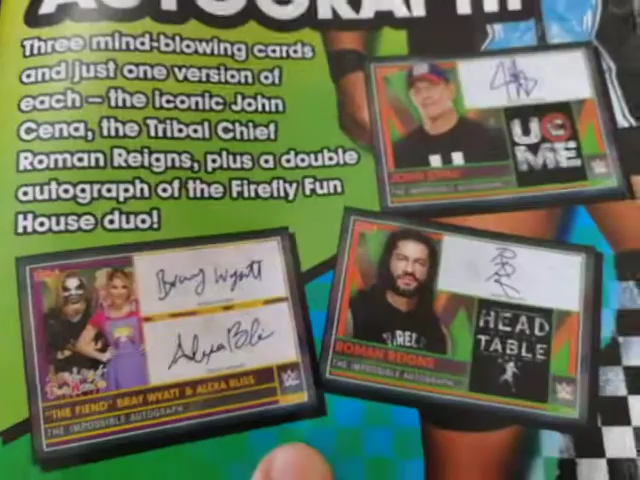 AUTOGRAPH!
Three mind-blowing cards
and just one version of
each – the iconic John
Cena, the Tribal Chief
Roman Reigns, plus a double
autograph of the Firefly Fun
House duo!
JOHN CENA
THE IMPOSSIBLE AUTOGRAPH
U C
ME
Bray Wyatt
Alexa Bliss
"THE FIEND" BRAY WYATT & ALEXA BLISS
THE IMPOSSIBLE AUTOGRAPH
HEAD
TABLE
ROMAN REIGNS
THE IMPOSSIBLE AUTOGRAPH